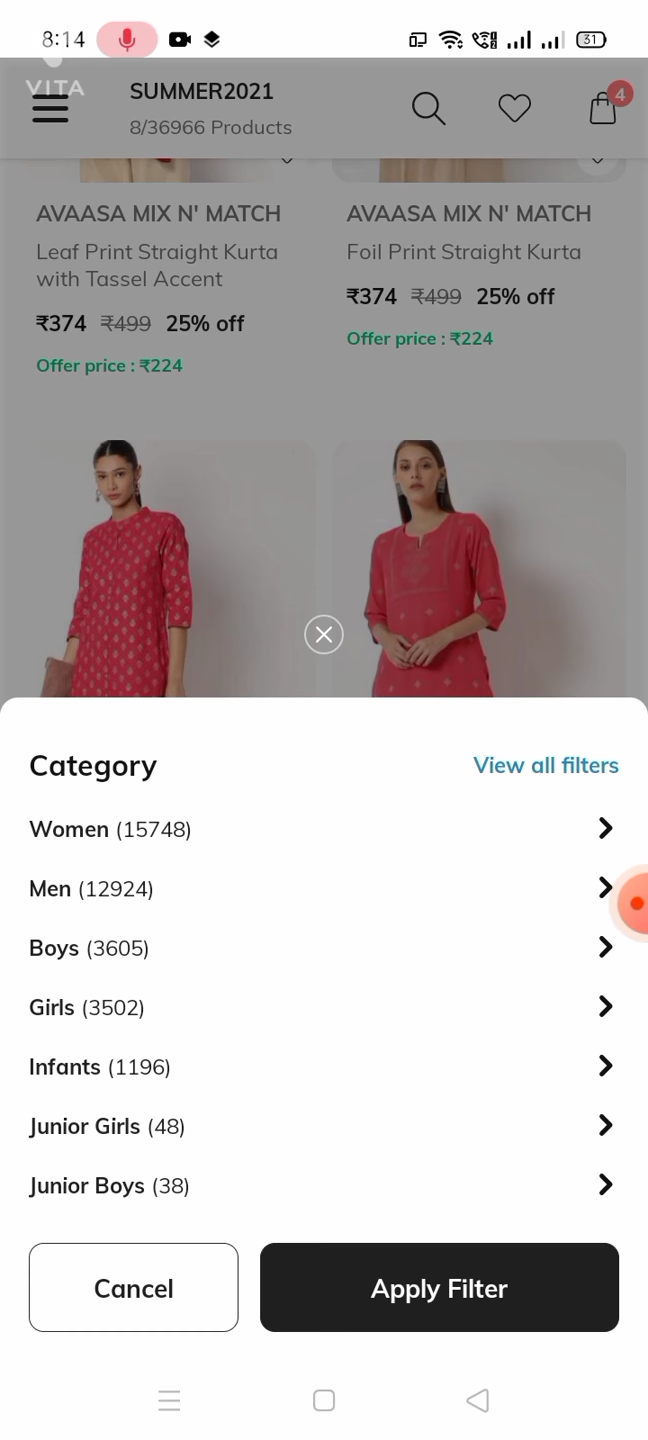 8:14
31
VITA
SUMMER2021
8/36966 Products
4
AVAASA MIX N' MATCH
Leaf Print Straight Kurta
with Tassel Accent
₹374 ₹499 25% off
Offer price : ₹224
AVAASA MIX N' MATCH
Foil Print Straight Kurta
₹374 ₹499 25% off
Offer price : ₹224
Category
View all filters
Women (15748)
Men (12924)
Boys (3605)
Girls (3502)
Infants (1196)
Junior Girls (48)
Junior Boys (38)
Cancel
Apply Filter